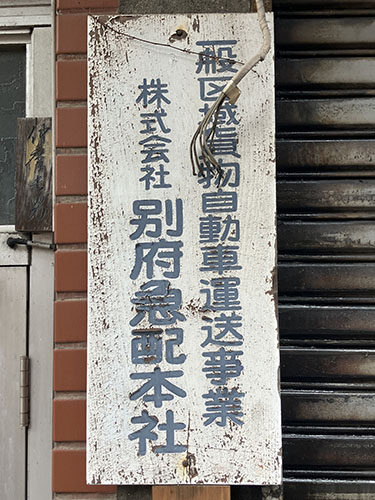 一般区域貨物自動車運送事業
株式会社
別府急配本社